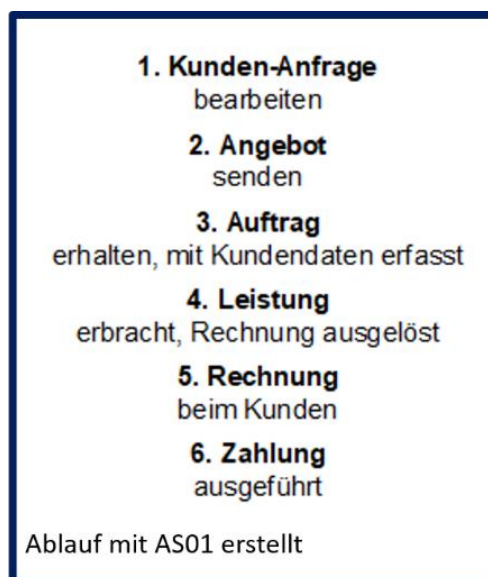 1. Kunden-Anfrage
bearbeiten
2. Angebot
senden
3. Auftrag
erhalten, mit Kundendaten erfasst
4. Leistung
erbracht, Rechnung ausgelöst
5. Rechnung
beim Kunden
6. Zahlung
ausgeführt
Ablauf mit AS01 erstellt